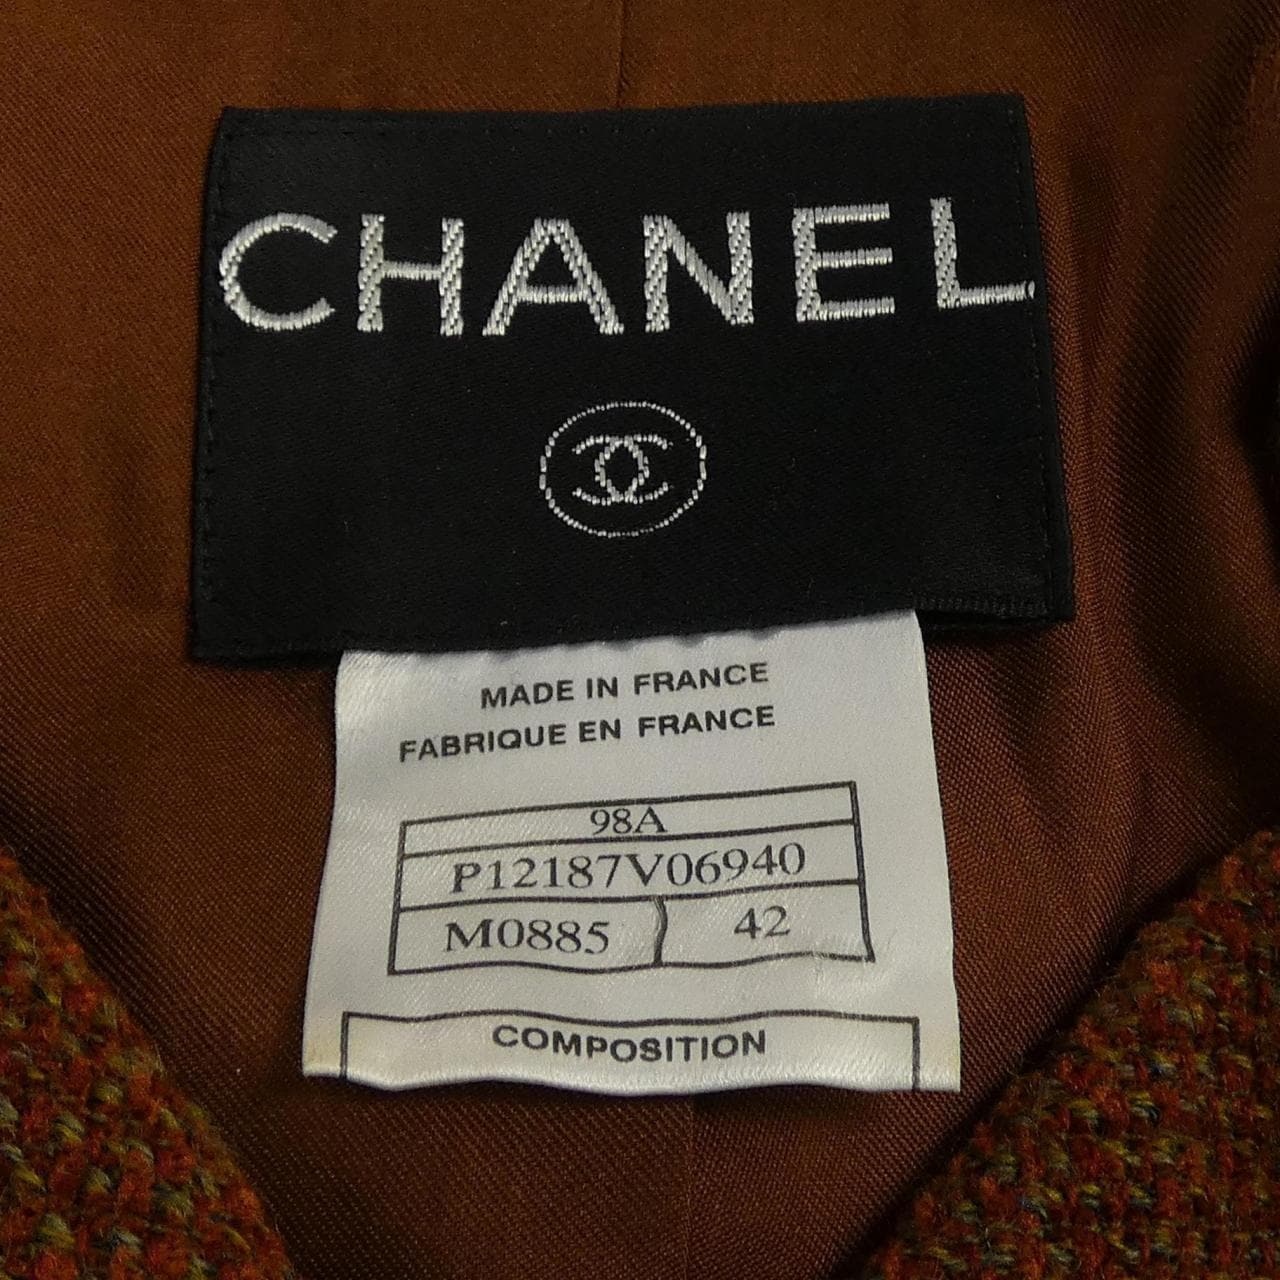 CHANEL
MADE IN FRANCE
FABRIQUE EN FRANCE
98A
P12187V06940
M0885 42
COMPOSITION